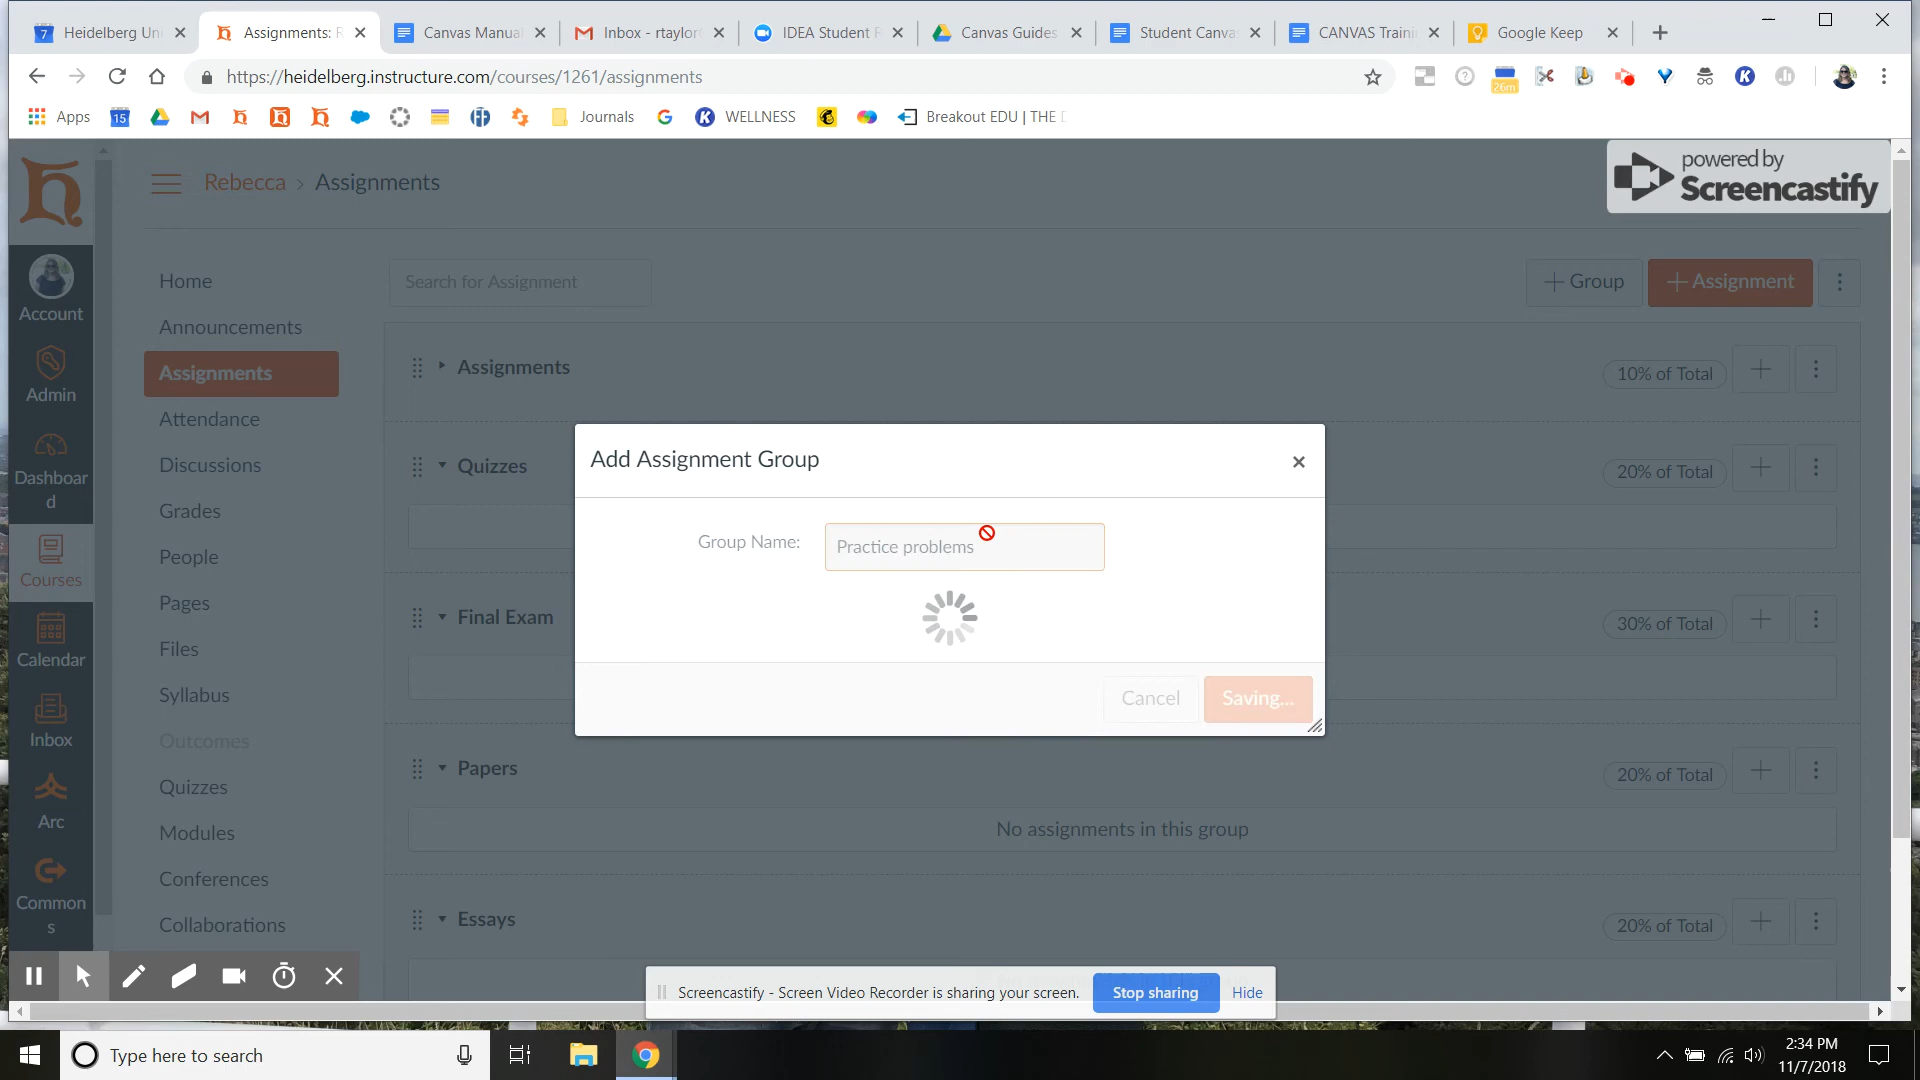 Heidelberg Uni
Assignments: R
Canvas Manua
Inbox - rtaylor
IDEA Student R
Canvas Guides
Student Canvas
CANVAS Traini
Google Keep
https://heidelberg.instructure.com/courses/1261/assignments
26m
Apps
15
Journals
WELLNESS
Breakout EDU | THE D
Rebecca > Assignments
powered by
Screencastify
Account
Admin
Dashboar
d
Courses
Calendar
Inbox
Arc
Common
s
Home
Announcements
Assignments
Attendance
Discussions
Grades
People
Pages
Files
Syllabus
Outcomes
Quizzes
Modules
Conferences
Collaborations
Search for Assignment
+ Group
+ Assignment
Assignments
10% of Total
Quizzes
20% of Total
Final Exam
30% of Total
Papers
20% of Total
No assignments in this group
Essays
20% of Total
Add Assignment Group
Group Name:
Practice problems
Cancel
Saving...
Screencastify - Screen Video Recorder is sharing your screen.
Stop sharing
Hide
Type here to search
2:34 PM
11/7/2018